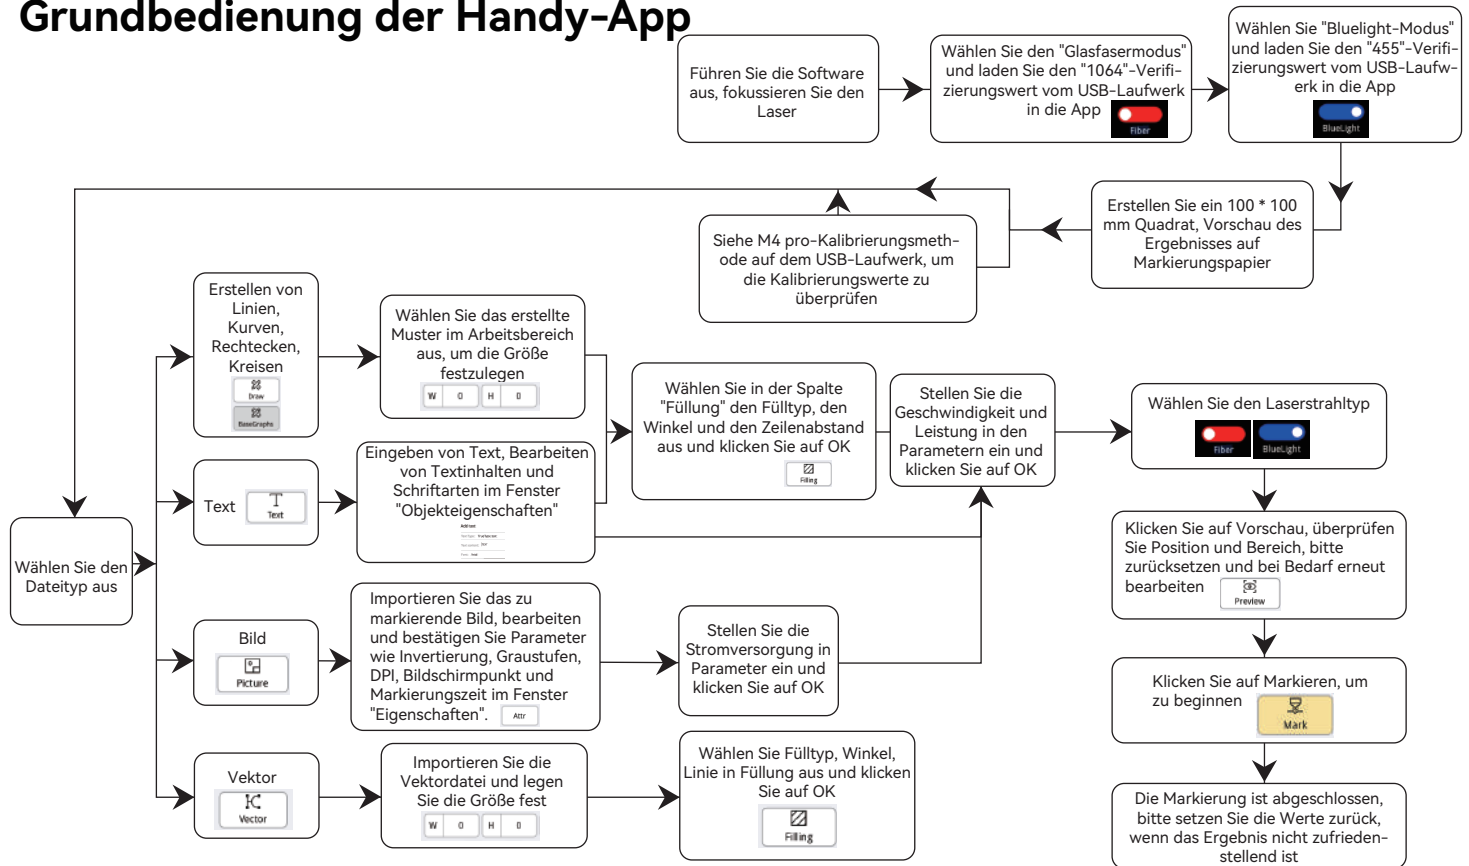 Grundbedienung der Handy-App
Führen Sie die Software
aus, fokussieren Sie den
Laser
Wählen Sie den "Glasfasermodus"
und laden Sie den "1064"-Verifi-
zierungswert vom USB-Laufwerk
in die App
Fiber
Wählen Sie "Bluelight-Modus"
und laden Sie den "455"-Verifi-
zierungswert vom USB-Laufw-
erk in die App
BlueLight
Erstellen Sie ein 100 * 100
mm Quadrat, Vorschau des
Ergebnisses auf
Markierungspapier
Siehe M4 pro-Kalibrierungsmeth-
ode auf dem USB-Laufwerk, um
die Kalibrierungswerte zu
überprüfen
Wählen Sie den
Dateityp aus
Erstellen von
Linien,
Kurven,
Rechtecken,
Kreisen
Draw
BaseGraphs
Wählen Sie das erstellte
Muster im Arbeitsbereich
aus, um die Größe
festzulegen
W 0 H 0
Text
Text
Eingeben von Text, Bearbeiten
von Textinhalten und
Schriftarten im Fenster
"Objekteigenschaften"
Add text
Wählen Sie in der Spalte
"Füllung" den Fülltyp, den
Winkel und den Zeilenabstand
aus und klicken Sie auf OK
Filling
Stellen Sie die
Geschwindigkeit und
Leistung in den
Parametern ein und
klicken Sie auf OK
Bild
Picture
Importieren Sie das zu
markierende Bild, bearbeiten
und bestätigen Sie Parameter
wie Invertierung, Graustufen,
DPI, Bildschirmpunkt und
Markierungszeit im Fenster
"Eigenschaften".
Attr
Stellen Sie die
Stromversorgung in
Parameter ein und
klicken Sie auf OK
Vektor
Vector
Importieren Sie die
Vektordatei und legen
Sie die Größe fest
W 0 H 0
Wählen Sie Fülltyp, Winkel,
Linie in Füllung aus und klicken
Sie auf OK
Filling
Wählen Sie den Laserstrahltyp
Fiber BlueLight
Klicken Sie auf Vorschau, überprüfen
Sie Position und Bereich, bitte
zurücksetzen und bei Bedarf erneut
bearbeiten
Preview
Klicken Sie auf Markieren, um
zu beginnen
Mark
Die Markierung ist abgeschlossen,
bitte setzen Sie die Werte zurück,
wenn das Ergebnis nicht zufrieden-
stellend ist